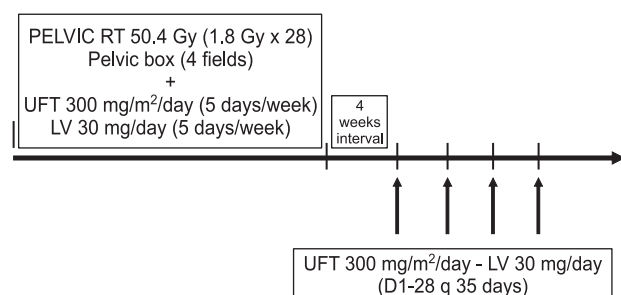 PELVIC RT 50.4 Gy (1.8 Gy x 28)
Pelvic box (4 fields)
+
UFT 300 mg/m²/day (5 days/week)
LV 30 mg/day (5 days/week)
4
weeks
interval
UFT 300 mg/m²/day - LV 30 mg/day
(D1-28 q 35 days)